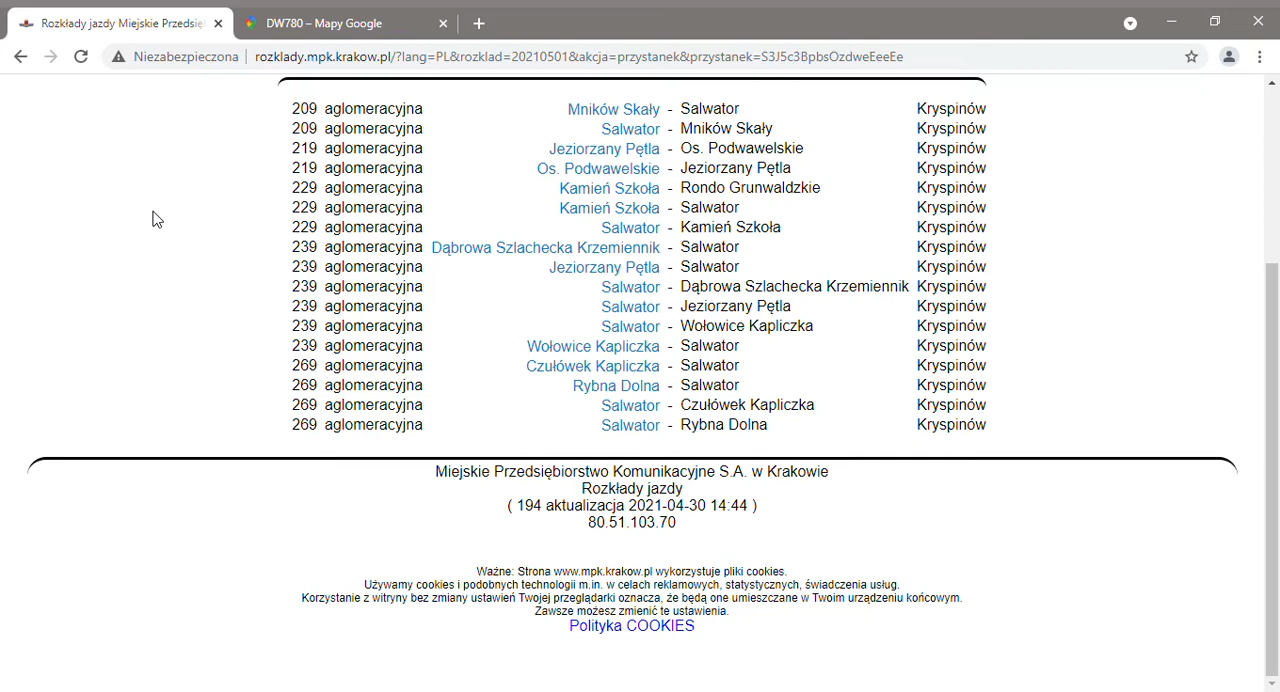 Rozkłady jazdy Miejskie Przedsię
DW780 – Mapy Google
Niezabezpieczona
rozklady.mpk.krakow.pl/?lang=PL&rozklad=20210501&akcja=przystanek&przystanek=S3J5c3BpbsOzdweEeeEe
209 aglomeracyjna Mników Skały - Salwator Kryspinów
209 aglomeracyjna Salwator - Mników Skały Kryspinów
219 aglomeracyjna Jeziorzany Pętla - Os. Podwawelskie Kryspinów
219 aglomeracyjna Os. Podwawelskie - Jeziorzany Pętla Kryspinów
229 aglomeracyjna Kamień Szkoła - Rondo Grunwaldzkie Kryspinów
229 aglomeracyjna Kamień Szkoła - Salwator Kryspinów
229 aglomeracyjna Salwator - Kamień Szkoła Kryspinów
239 aglomeracyjna Dąbrowa Szlachecka Krzemiennik - Salwator Kryspinów
239 aglomeracyjna Jeziorzany Pętla - Salwator Kryspinów
239 aglomeracyjna Salwator - Dąbrowa Szlachecka Krzemiennik Kryspinów
239 aglomeracyjna Salwator - Jeziorzany Pętla Kryspinów
239 aglomeracyjna Salwator - Wołowice Kapliczka Kryspinów
239 aglomeracyjna Wołowice Kapliczka - Salwator Kryspinów
269 aglomeracyjna Czułówek Kapliczka - Salwator Kryspinów
269 aglomeracyjna Rybna Dolna - Salwator Kryspinów
269 aglomeracyjna Salwator - Czułówek Kapliczka Kryspinów
269 aglomeracyjna Salwator - Rybna Dolna Kryspinów
Miejskie Przedsiębiorstwo Komunikacyjne S.A. w Krakowie
Rozkłady jazdy
( 194 aktualizacja 2021-04-30 14:44 )
80.51.103.70
Ważne: Strona www.mpk.krakow.pl wykorzystuje pliki cookies.
Używamy cookies i podobnych technologii m.in. w celach reklamowych, statystycznych, świadczenia usług.
Korzystanie z witryny bez zmiany ustawień Twojej przeglądarki oznacza, że będą one umieszczane w Twoim urządzeniu końcowym.
Zawsze możesz zmienić te ustawienia.
Polityka COOKIES